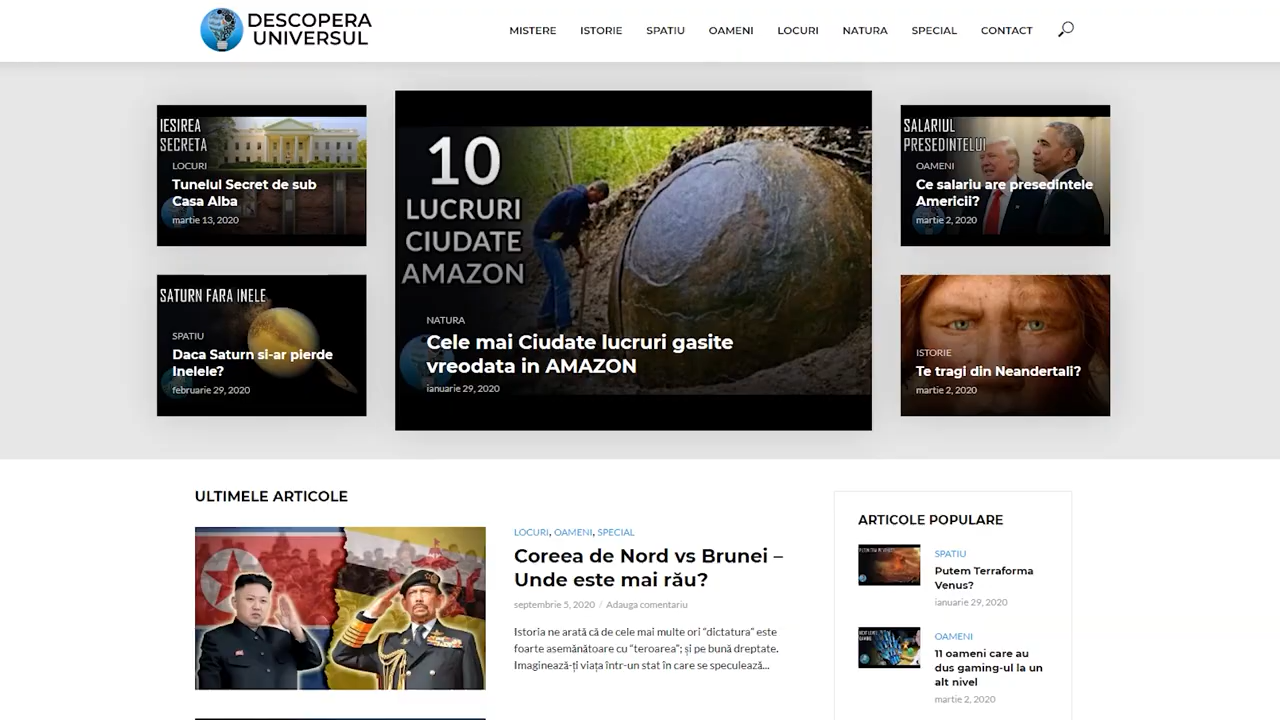 DESCOPERA
UNIVERSUL
MISTERE ISTORIE SPATIU OAMENI LOCURI NATURA SPECIAL CONTACT
IESIREA
SECRETA
LOCURI
Tunelul Secret de sub
Casa Alba
martie 13, 2020
SATURN FARA INELE
SPATIU
Daca Saturn si-ar pierde
Inelele?
februarie 29, 2020
10
LUCRURI
CIUDATE
AMAZON
NATURA
Cele mai Ciudate lucruri gasite
vreodata in AMAZON
ianuarie 29, 2020
SALARIUL
PRESEDINTELUI
OAMENI
Ce salariu are presedintele
Americii?
martie 2, 2020
ISTORIE
Te tragi din Neandertali?
martie 2, 2020
ULTIMELE ARTICOLE
LOCURI, OAMENI, SPECIAL
Coreea de Nord vs Brunei –
Unde este mai rău?
septembrie 5, 2020 / Adauga comentariu
Istoria ne arată că de cele mai multe ori “dictatura” este
foarte asemănătoare cu “teroarea”; și pe bună dreptate.
Imaginează-ți viața într-un stat în care se speculează...
ARTICOLE POPULARE
SPATIU
Putem Terraforma
Venus?
ianuarie 29, 2020
OAMENI
11 oameni care au
dus gaming-ul la un
alt nivel
martie 2, 2020